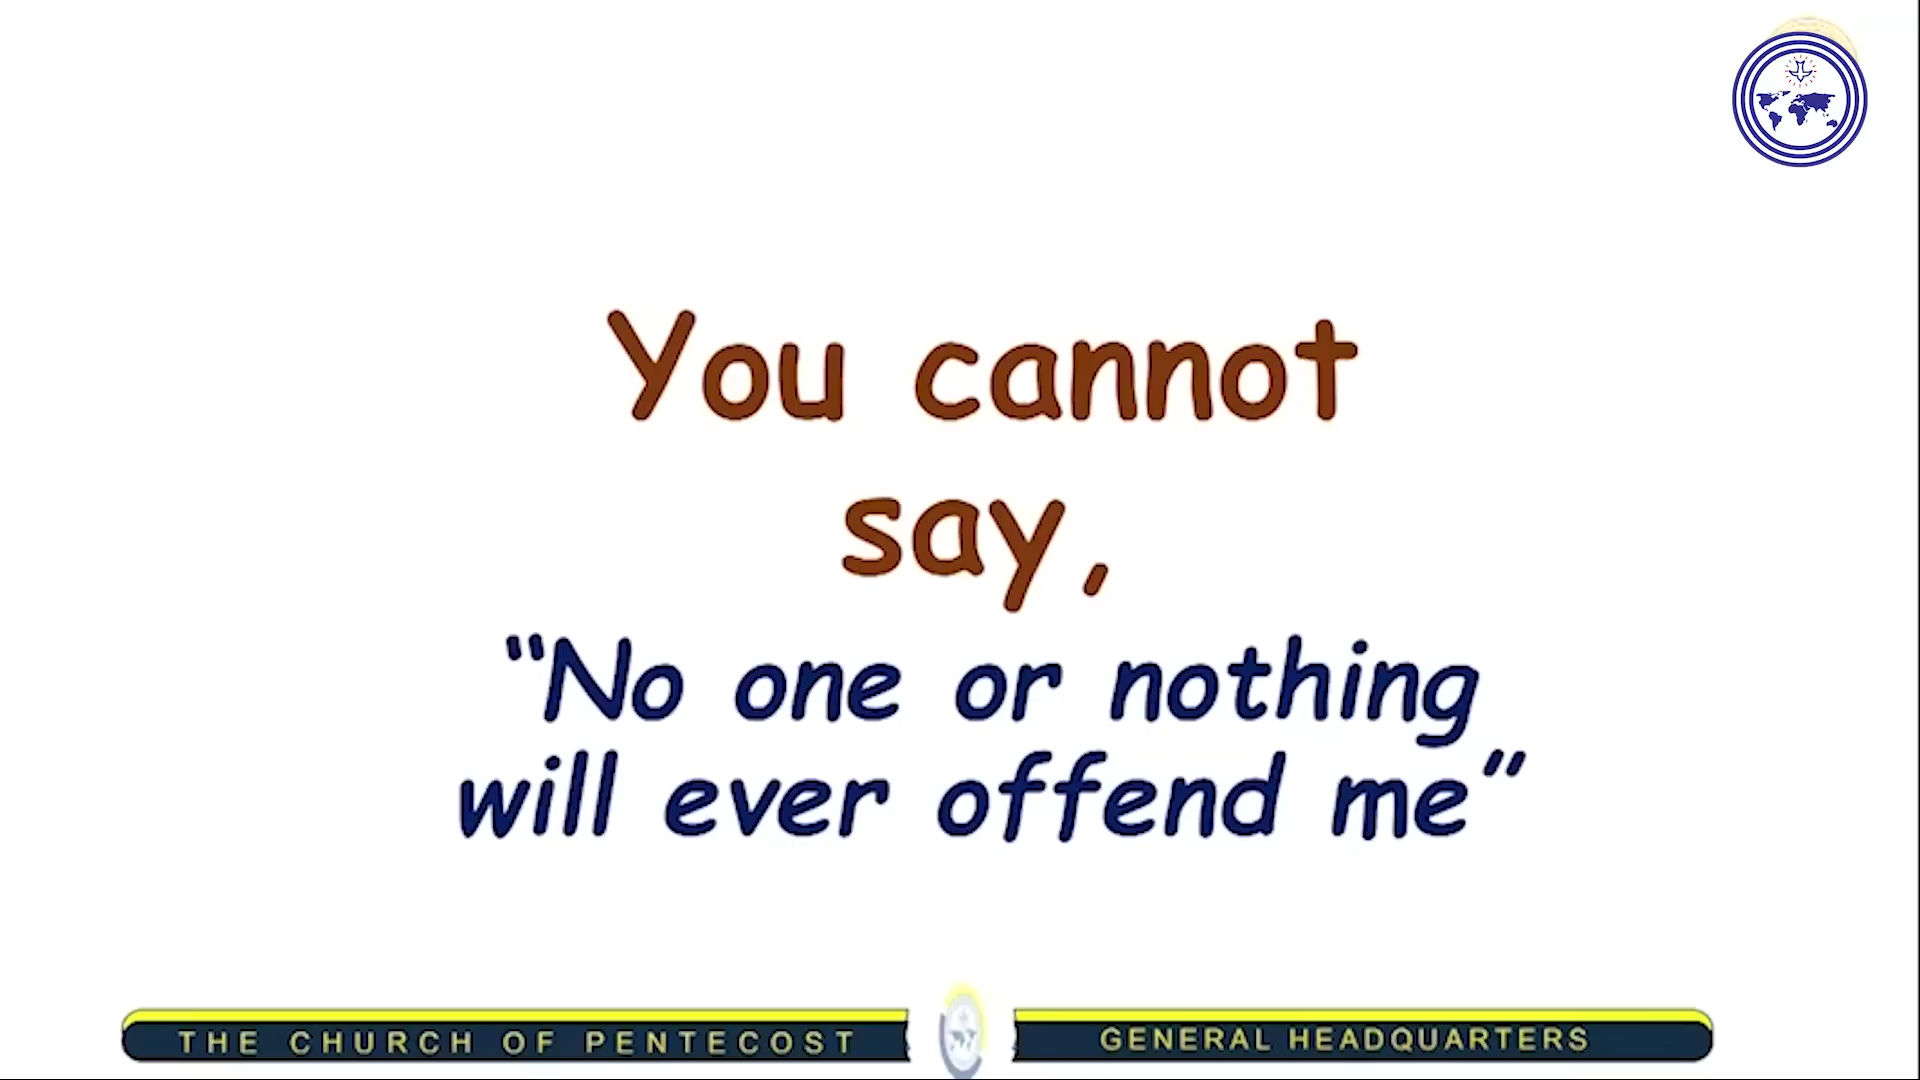 You cannot
say,
“No one or nothing
will ever offend me”
THE CHURCH OF PENTECOST
GENERAL HEADQUARTERS